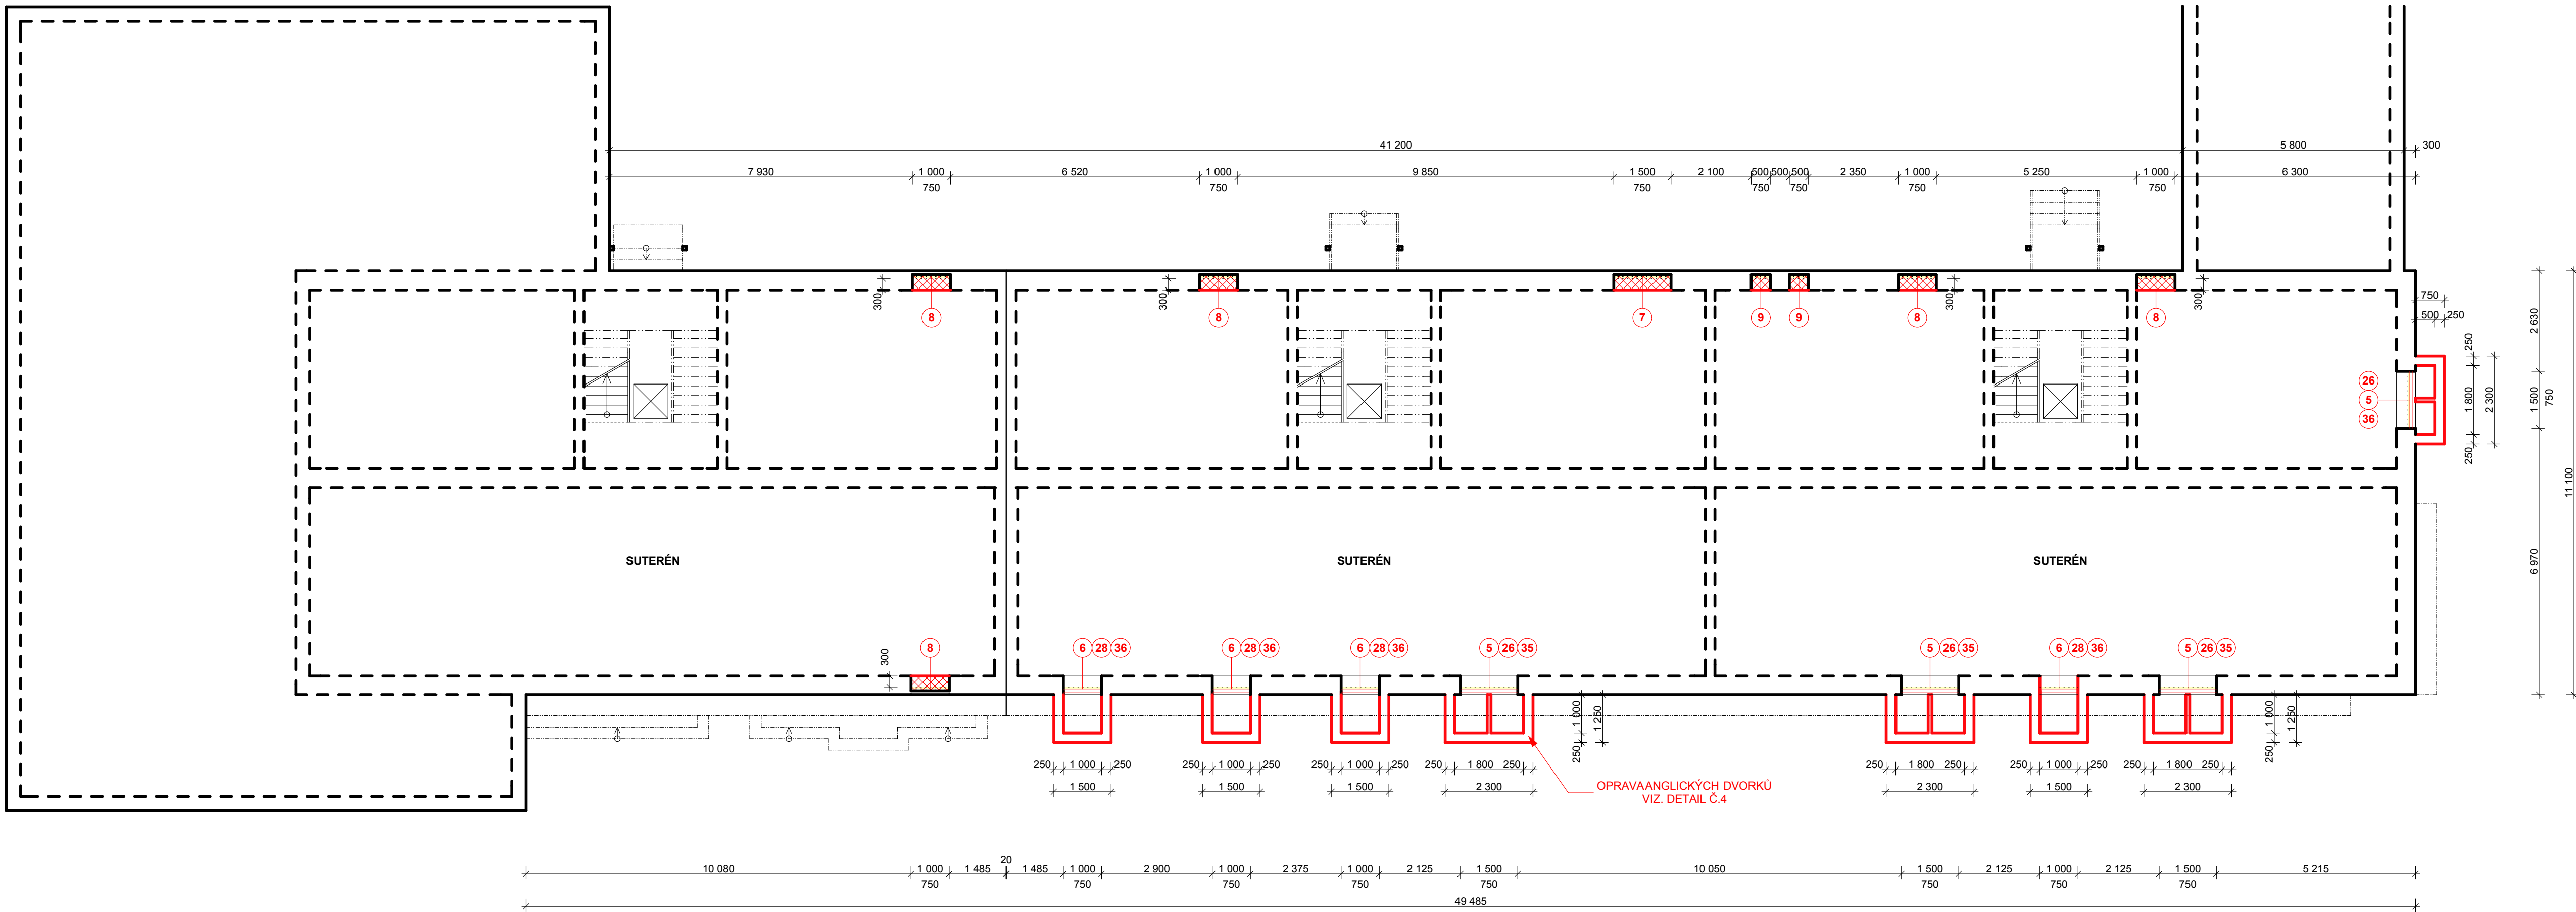 41 200 5 800 300
7 930 1 000 6 520 1 000 9 850 1 500 2 100 500 500 500 2 350 1 000 5 250 1 000 6 300
750 750 750 750 750 750 750
300 300 300 300
8 8 7 9 9 8 8
750
500 250
2 630
250
26
5
36
1 800
2 300
1 500
750
250
11 100
6 970
SUTERÉN SUTERÉN SUTERÉN
300
8
6 28 36 6 28 36 6 28 36 5 26 35 5 26 35 6 28 36 5 26 35
1 000 1 250 250
1 000 1 250 250
250 1 000 250 250 1 000 250 250 1 000 250 250 1 800 250 250 1 800 250 250 1 000 250 250 1 800 250
1 500 1 500 1 500 2 300 2 300 1 500 2 300
OPRAVA ANGLICKÝCH DVORKŮ
VIZ. DETAIL Č.4
20
10 080 1 000 1 485 1 485 1 000 2 900 1 000 2 375 1 000 2 125 1 500 10 050 1 500 2 125 1 000 2 125 1 500 5 215
750 750 750 750 750 750 750 750
49 485